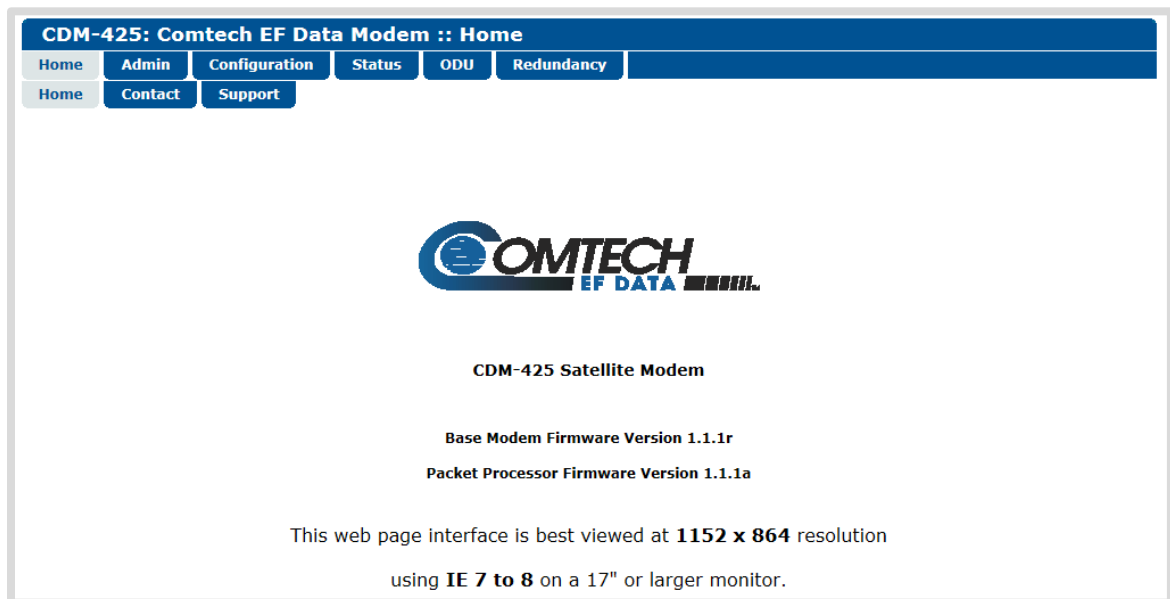 CDM-425: Comtech EF Data Modem :: Home
Home Admin Configuration Status ODU Redundancy
Home Contact Support
COMTECH
EF DATA
CDM-425 Satellite Modem
Base Modem Firmware Version 1.1.1r
Packet Processor Firmware Version 1.1.1a
This web page interface is best viewed at 1152 x 864 resolution
using IE 7 to 8 on a 17" or larger monitor.